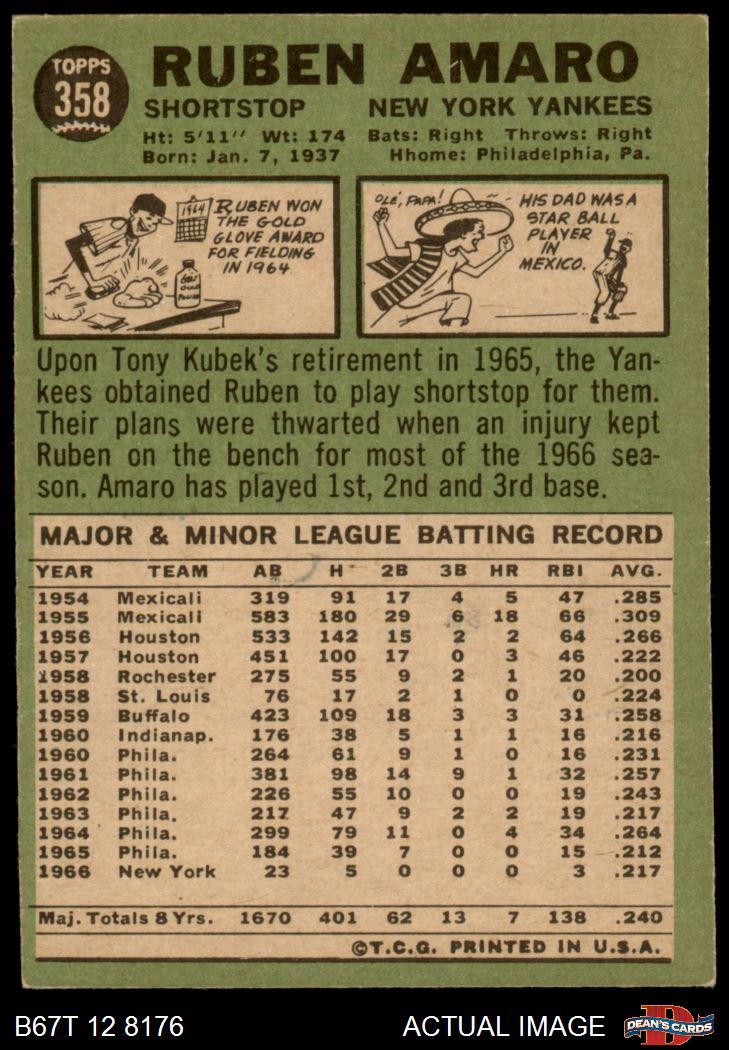 TOPPS
358
RUBEN AMARO
SHORTSTOP NEW YORK YANKEES
Ht: 5'11" Wt: 174 Bats: Right Throws: Right
Born: Jan. 7, 1937 Hhome: Philadelphia, Pa.
1964
RUBEN WON
THE GOLD
GLOVE AWARD
FOR FIELDING
IN 1964
OLÉ, PAPA!
HIS DAD WAS A
STAR BALL
PLAYER
IN
MEXICO.
Upon Tony Kubek's retirement in 1965, the Yan-
kees obtained Ruben to play shortstop for them.
Their plans were thwarted when an injury kept
Ruben on the bench for most of the 1966 sea-
son. Amaro has played 1st, 2nd and 3rd base.
MAJOR & MINOR LEAGUE BATTING RECORD
YEAR TEAM AB H 2B 3B HR RBI AVG.
1954 Mexicali 319 91 17 4 5 47 .285
1955 Mexicali 583 180 29 6 18 66 .309
1956 Houston 533 142 15 2 2 64 .266
1957 Houston 451 100 17 0 3 46 .222
1958 Rochester 275 55 9 2 1 20 .200
1958 St. Louis 76 17 2 1 0 0 .224
1959 Buffalo 423 109 18 3 3 31 .258
1960 Indianap. 176 38 5 1 1 16 .216
1960 Phila. 264 61 9 1 0 16 .231
1961 Phila. 381 98 14 9 1 32 .257
1962 Phila. 226 55 10 0 0 19 .243
1963 Phila. 217 47 9 2 2 19 .217
1964 Phila. 299 79 11 0 4 34 .264
1965 Phila. 184 39 7 0 0 15 .212
1966 New York 23 5 0 0 0 3 .217
Maj. Totals 8 Yrs. 1670 401 62 13 7 138 .240
©T.C.G. PRINTED IN U.S.A.
B67T 12 8176 ACTUAL IMAGE
DEAN'S CARDS